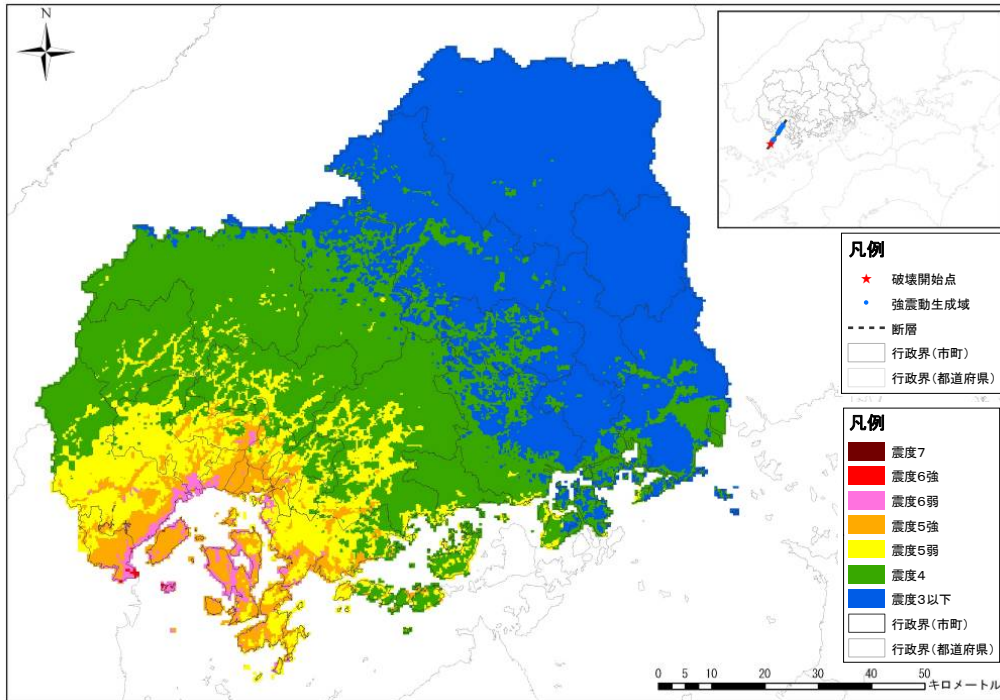 N
凡例
破壊開始点
強震動生成域
断層
行政界(市町)
行政界(都道府県)
凡例
震度7
震度6強
震度6弱
震度5強
震度5弱
震度4
震度3以下
行政界(市町)
行政界(都道府県)
0 5 10 20 30 40 50
キロメートル